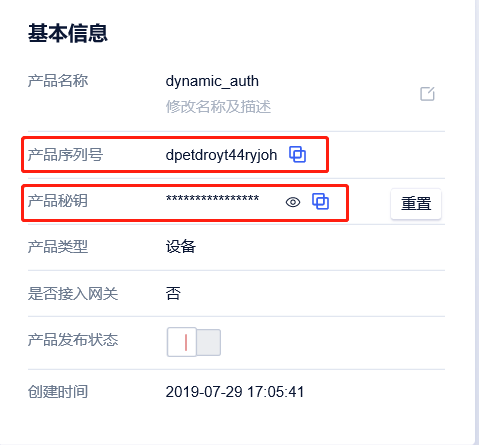 基本信息
产品名称
dynamic_auth
修改名称及描述
产品序列号
dpetdroyt44ryjoh
产品秘钥
****************
重置
产品类型
设备
是否接入网关
否
产品发布状态
创建时间
2019-07-29 17:05:41